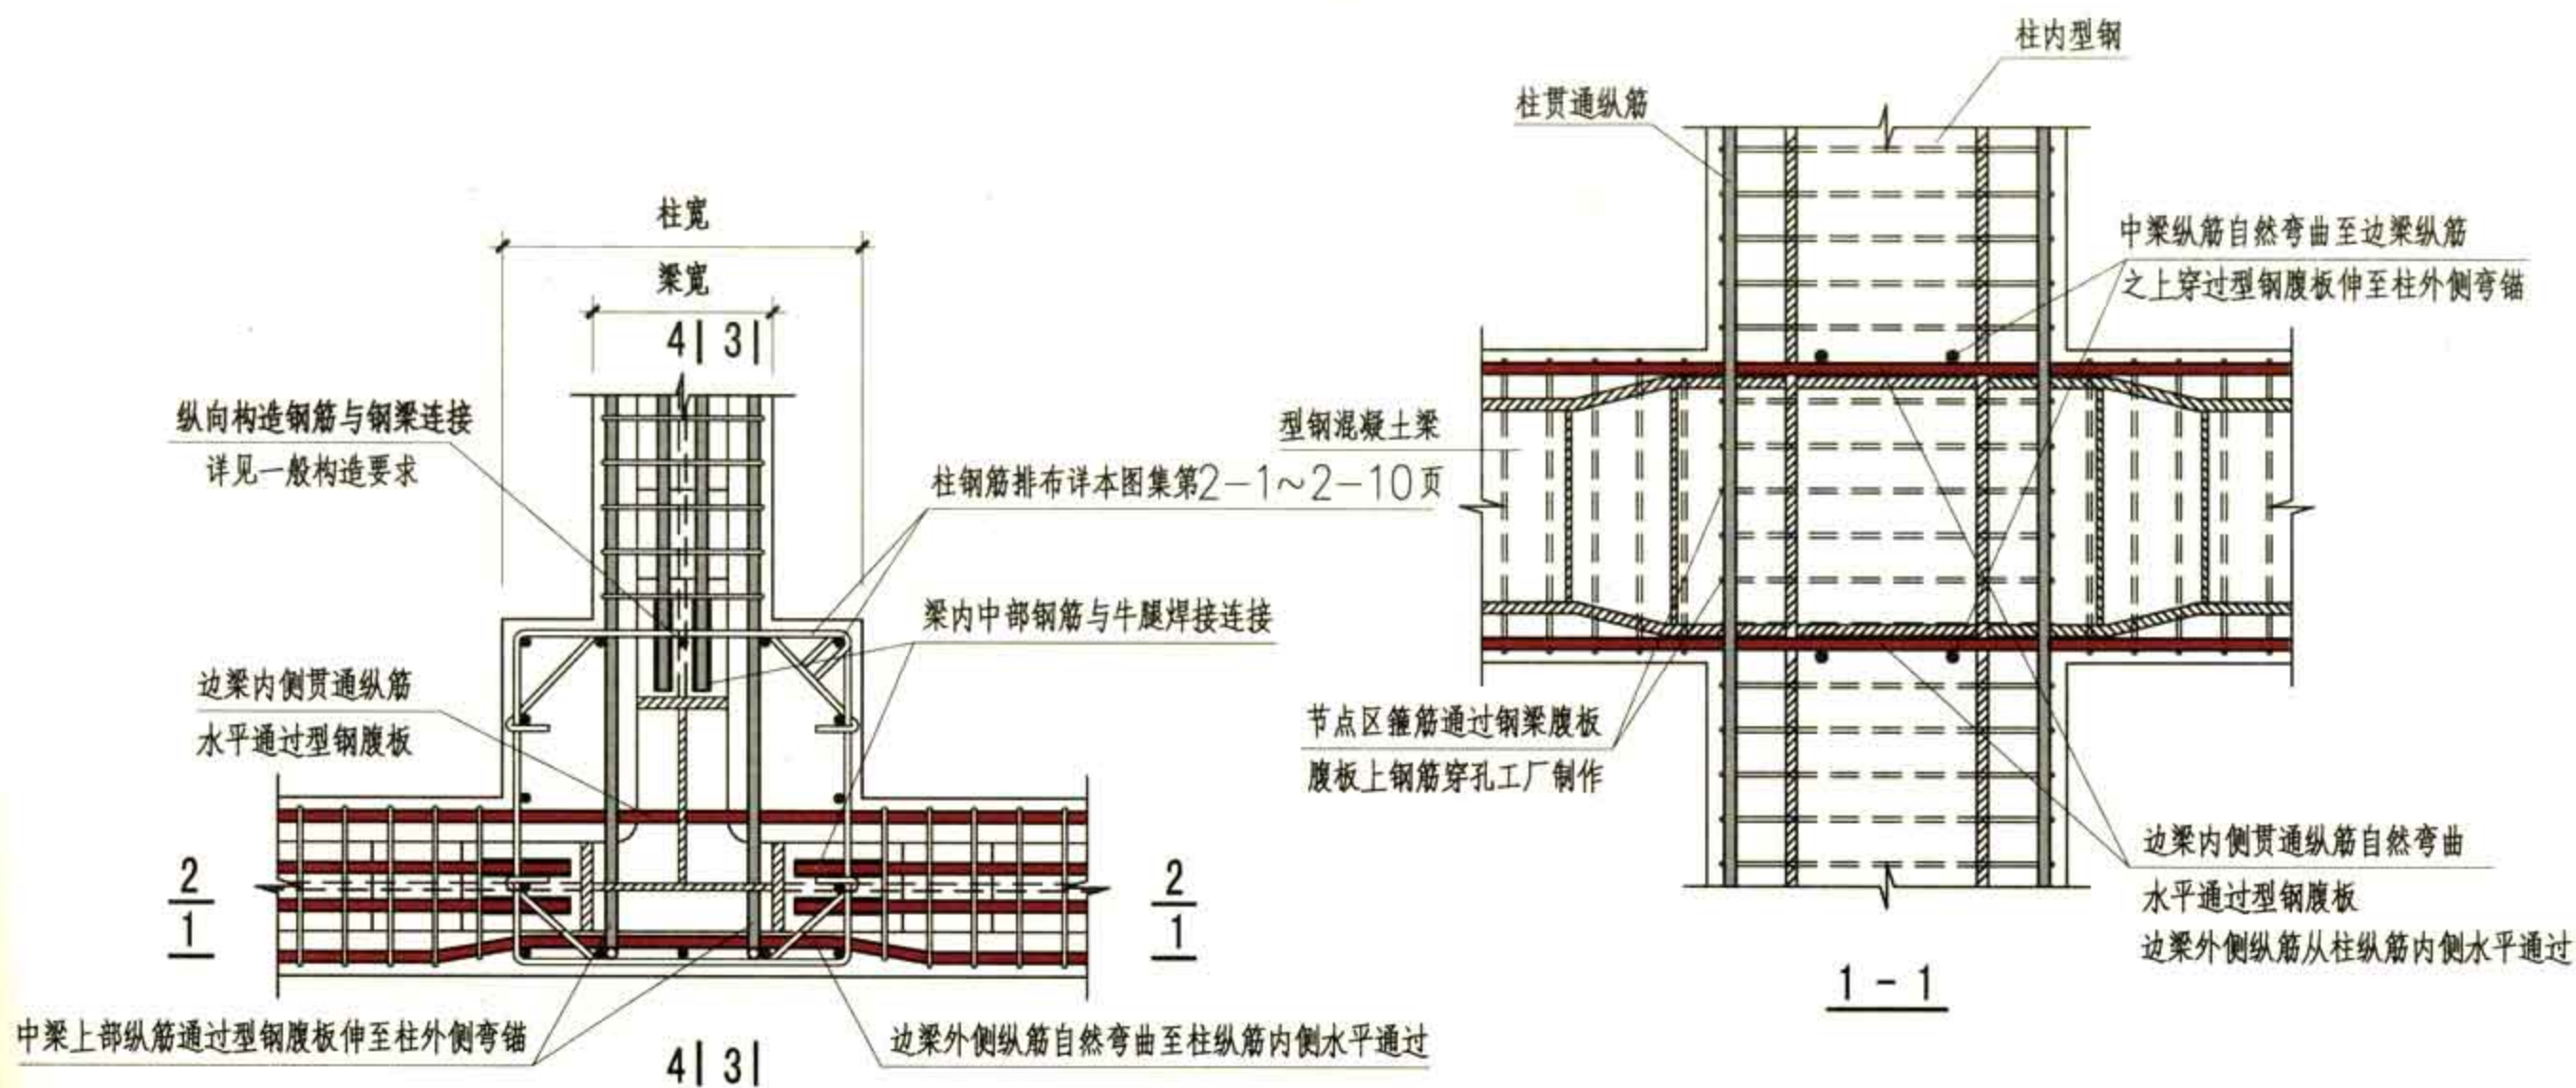 柱宽
梁宽
4 3
纵向构造钢筋与钢梁连接
详见一般构造要求
柱钢筋排布详本图集第2-1~2-10页
梁内中部钢筋与牛腿焊接连接
边梁内侧贯通纵筋
水平通过型钢腹板
2
1
2
1
中梁上部纵筋通过型钢腹板伸至柱外侧弯锚
4 3
边梁外侧纵筋自然弯曲至柱纵筋内侧水平通过
柱内型钢
柱贯通纵筋
中梁纵筋自然弯曲至边梁纵筋
之上穿过型钢腹板伸至柱外侧弯锚
型钢混凝土梁
节点区箍筋通过钢梁腹板
腹板上钢筋穿孔工厂制作
边梁内侧贯通纵筋自然弯曲
水平通过型钢腹板
边梁外侧纵筋从柱纵筋内侧水平通过
1-1